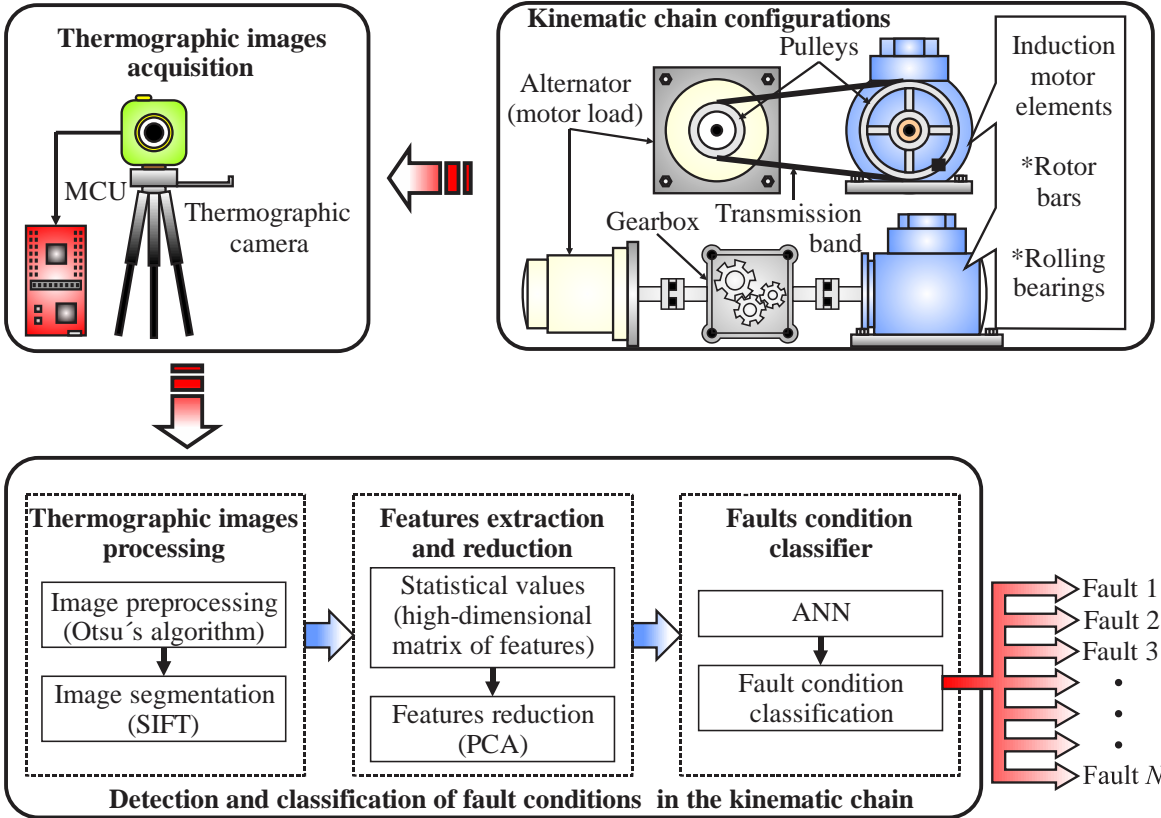 Thermographic images
acquisition
MCU
Thermographic
camera
Kinematic chain configurations
Pulleys
Alternator
(motor load)
Induction
motor
elements
*Rotor
bars
*Rolling
bearings
Gearbox
Transmission
band
Thermographic images
processing
Image preprocessing
(Otsu´s algorithm)
Image segmentation
(SIFT)
Features extraction
and reduction
Statistical values
(high-dimensional
matrix of features)
Features reduction
(PCA)
Faults condition
classifier
ANN
Fault condition
classification
Fault 1
Fault 2
Fault 3
•
•
•
Fault N
Detection and classification of fault conditions in the kinematic chain